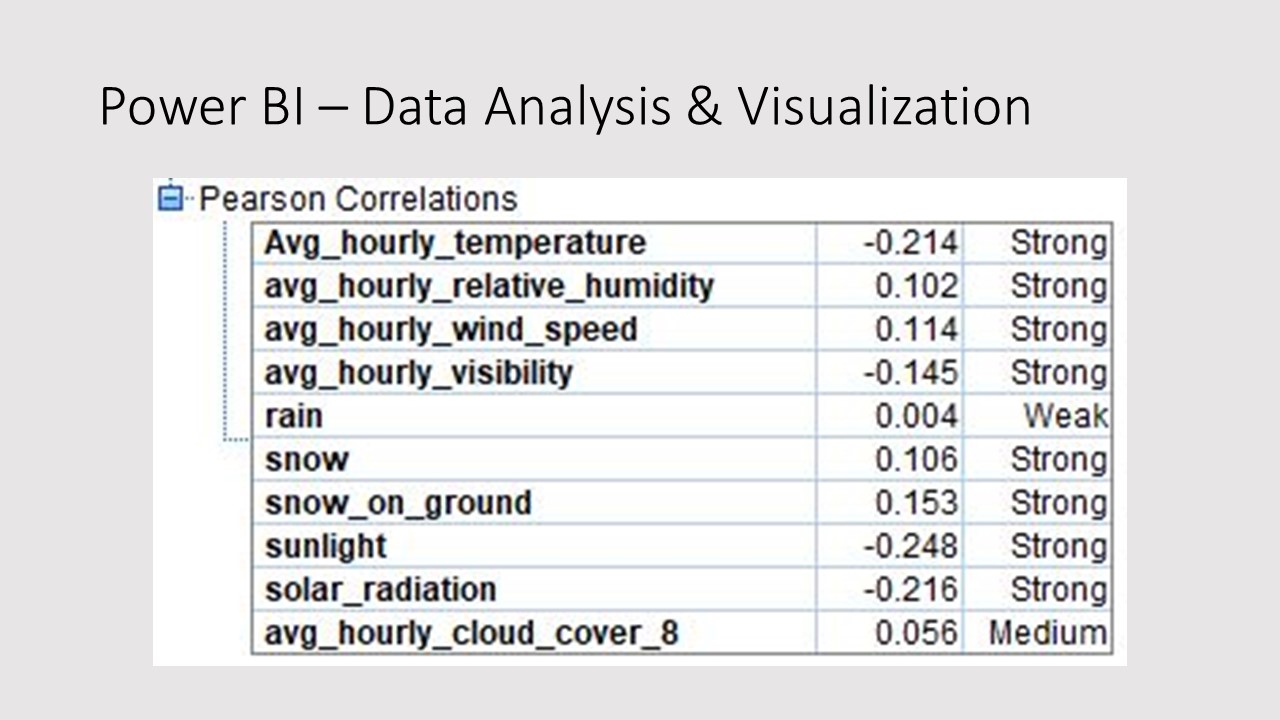 Power BI – Data Analysis & Visualization
Pearson Correlations
Avg_hourly_temperature -0.214 Strong
avg_hourly_relative_humidity 0.102 Strong
avg_hourly_wind_speed 0.114 Strong
avg_hourly_visibility -0.145 Strong
rain 0.004 Weak
snow 0.106 Strong
snow_on_ground 0.153 Strong
sunlight -0.248 Strong
solar_radiation -0.216 Strong
avg_hourly_cloud_cover_8 0.056 Medium